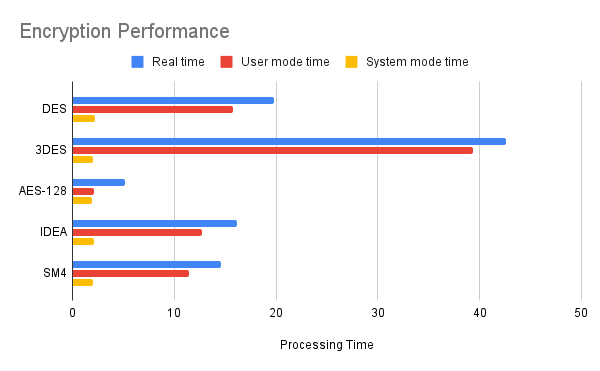 Encryption Performance
Real time User mode time System mode time
DES
3DES
AES-128
IDEA
SM4
0 10 20 30 40 50
Processing Time